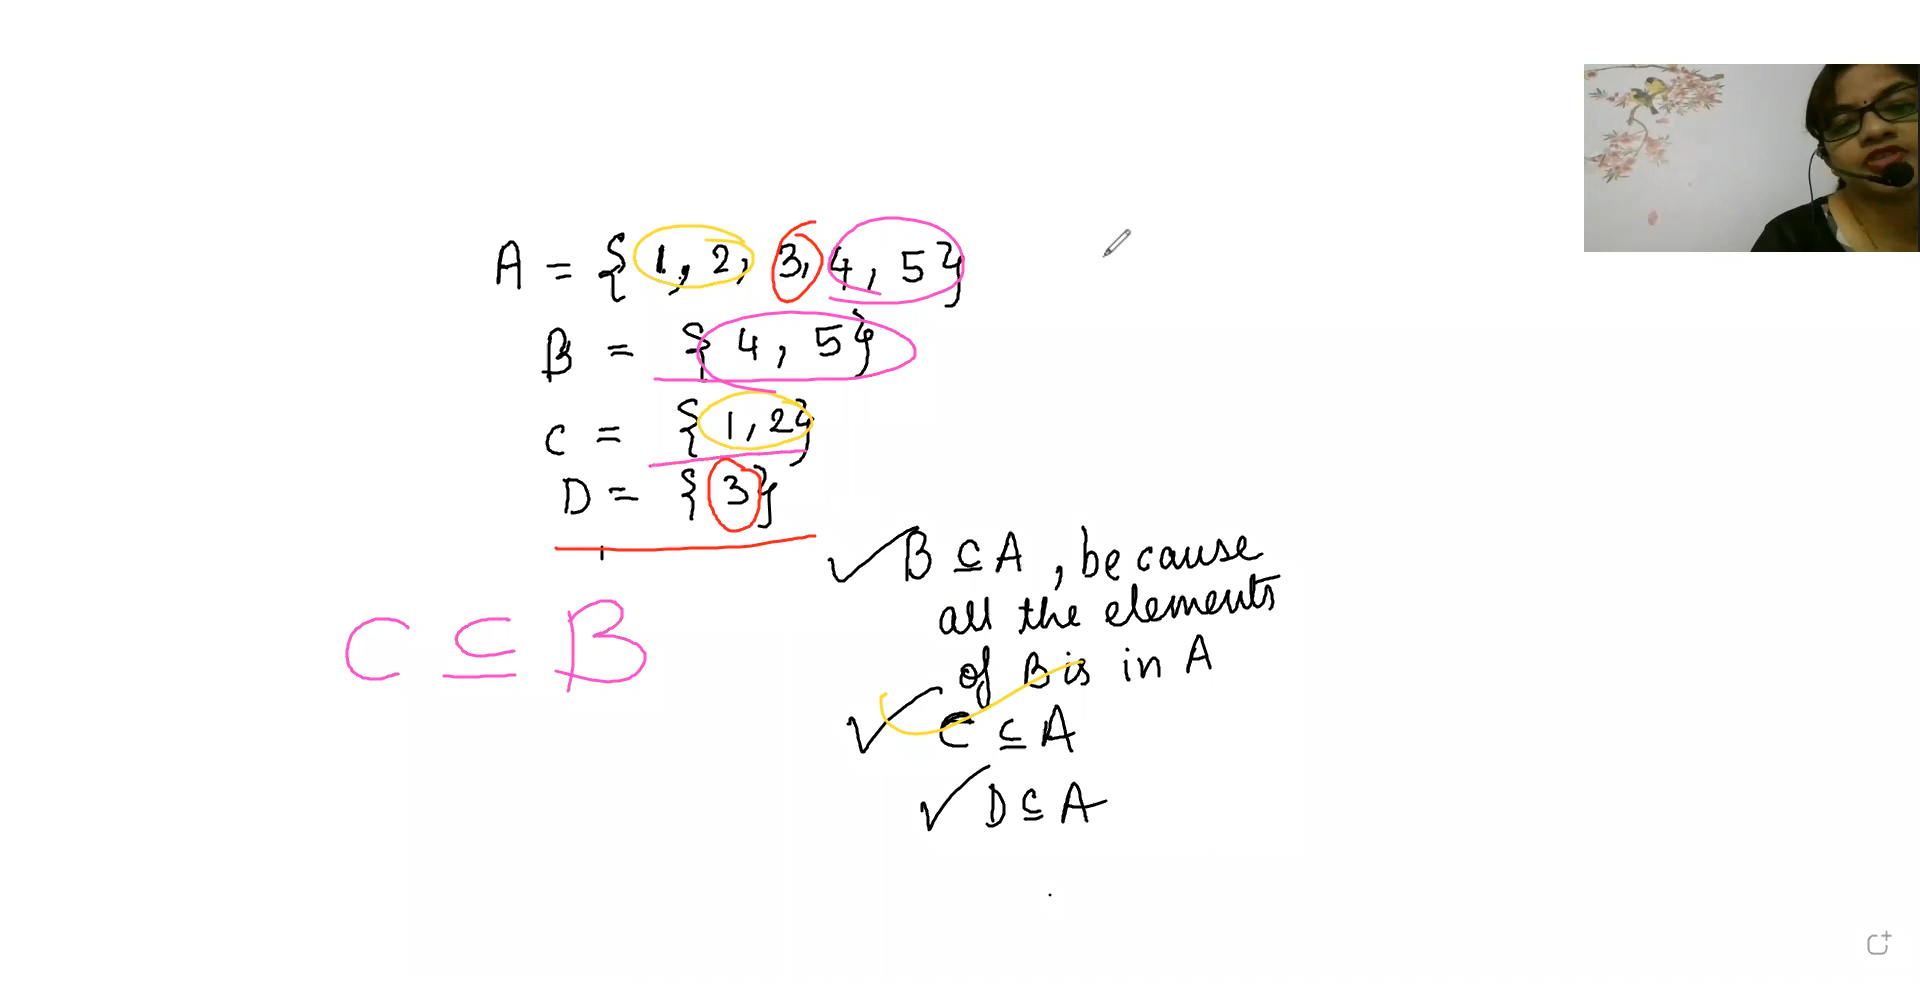 A = {1, 2, 3, 4, 5}
B = {4, 5}
C = {1, 2}
D = {3}
B ⊆ A, because
all the elements
of B is in A
C ⊆ B
C ⊆ A
D ⊆ A